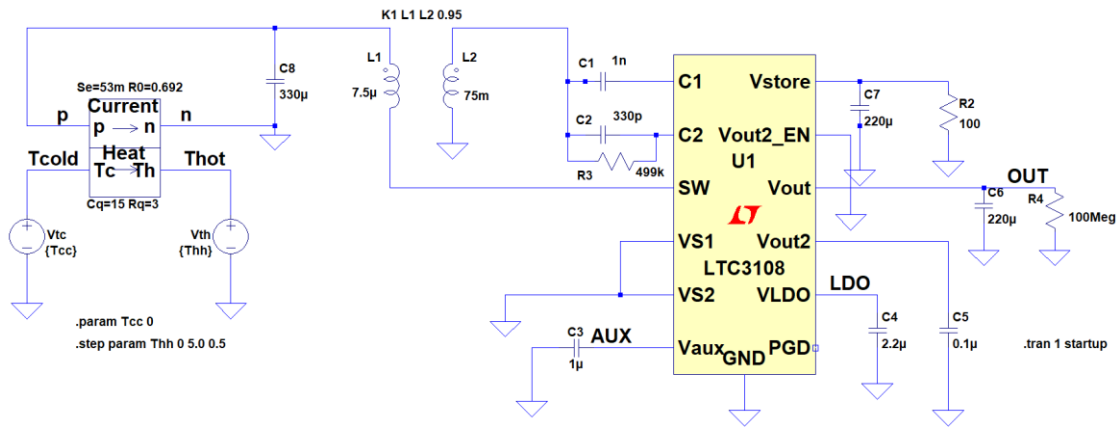 K1 L1 L2 0.95
L1
7.5µ
L2
75m
C8
330µ
Se=53m R0=0.692
Current
p
p
n
n
Heat
Tcold
Tc
Th
Thot
Cq=15 Rq=3
Vtc
{Tcc}
Vth
{Thh}
.param Tcc 0
.step param Thh 0 5.0 0.5
C1
1n
C2
330p
R3
499k
C3
1µ
AUX
C1
C2
SW
VS1
VS2
Vaux
GND
Vstore
Vout2_EN
U1
Vout
Vout2
LTC3108
VLDO
PGD
C7
220µ
R2
100
OUT
C6
220µ
R4
100Meg
LDO
C4
2.2µ
C5
0.1µ
.tran 1 startup